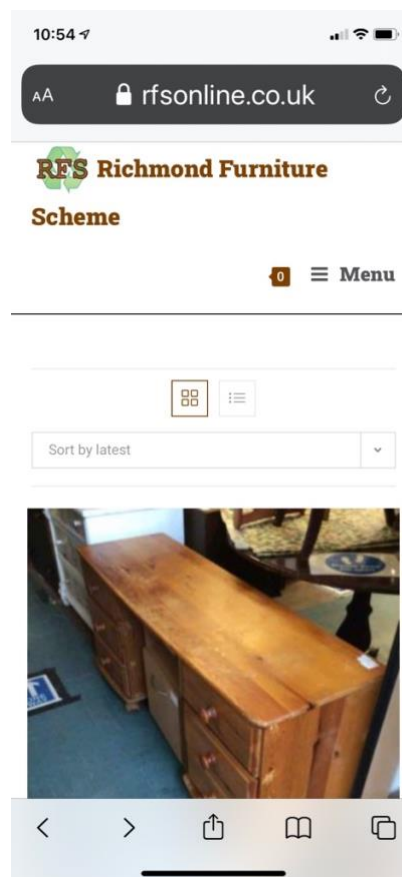 10:54
AA rfsonline.co.uk
RFS Richmond Furniture
Scheme
0 Menu
Sort by latest